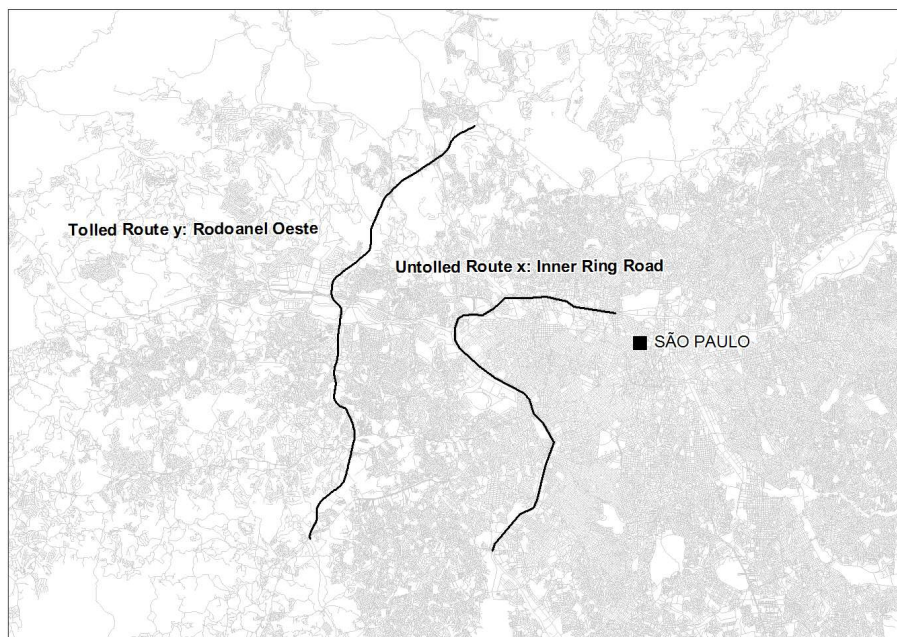 Tolled Route y: Rodoanel Oeste
Untolled Route x: Inner Ring Road
SÃO PAULO